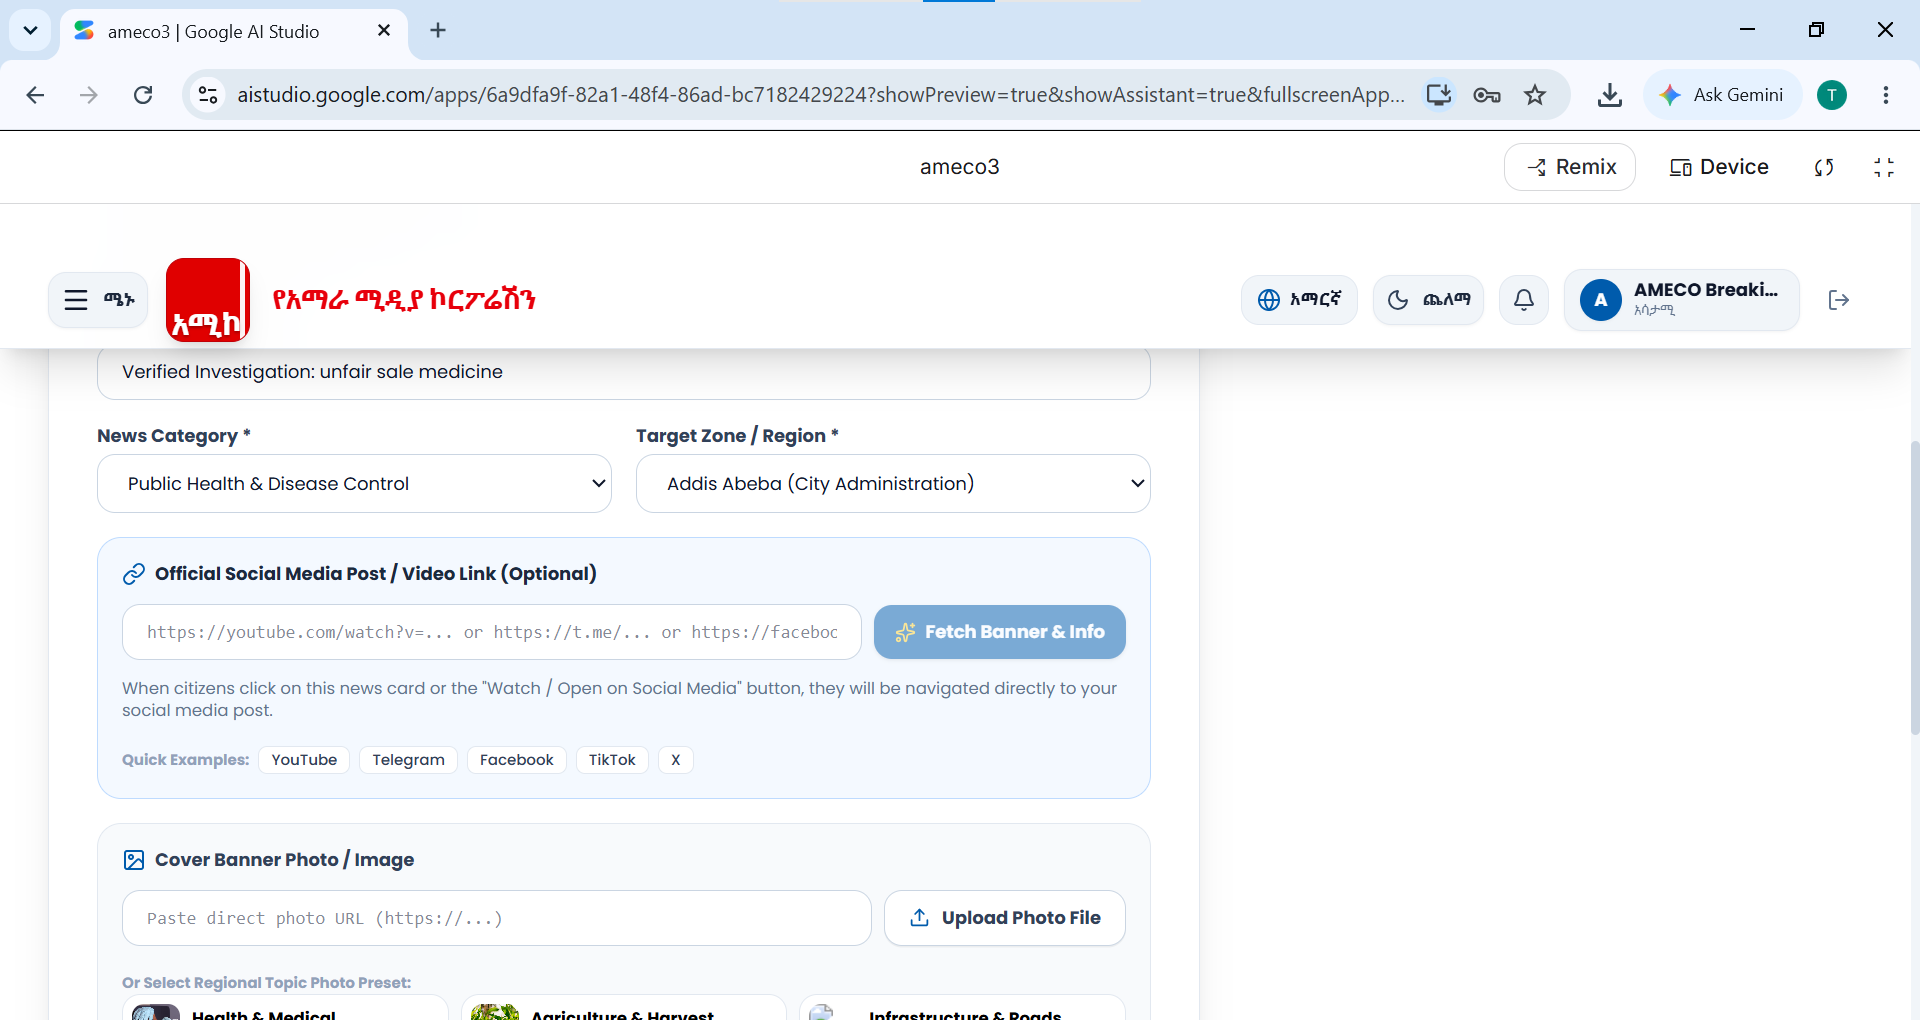 ameco3 | Google AI Studio
aistudio.google.com/apps/6a9dfa9f-82a1-48f4-86ad-bc7182429224?showPreview=true&showAssistant=true&fullscreenApp...
Ask Gemini
T
ameco3
Remix
Device
ሜኑ
አሚኮ
የአማራ ሚዲያ ኮርፖሬሽን
አማርኛ
ጨለማ
A
AMECO Breaki...
አሳታሚ
Verified Investigation: unfair sale medicine
News Category *
Target Zone / Region *
Public Health & Disease Control
Addis Abeba (City Administration)
Official Social Media Post / Video Link (Optional)
https://youtube.com/watch?v=... or https://t.me/... or https://faceboc
Fetch Banner & Info
When citizens click on this news card or the "Watch / Open on Social Media" button, they will be navigated directly to your
social media post.
Quick Examples:
YouTube
Telegram
Facebook
TikTok
X
Cover Banner Photo / Image
Paste direct photo URL (https://...)
Upload Photo File
Or Select Regional Topic Photo Preset:
Health & Medical
Agriculture & Harvest
Infrastructure & Roads